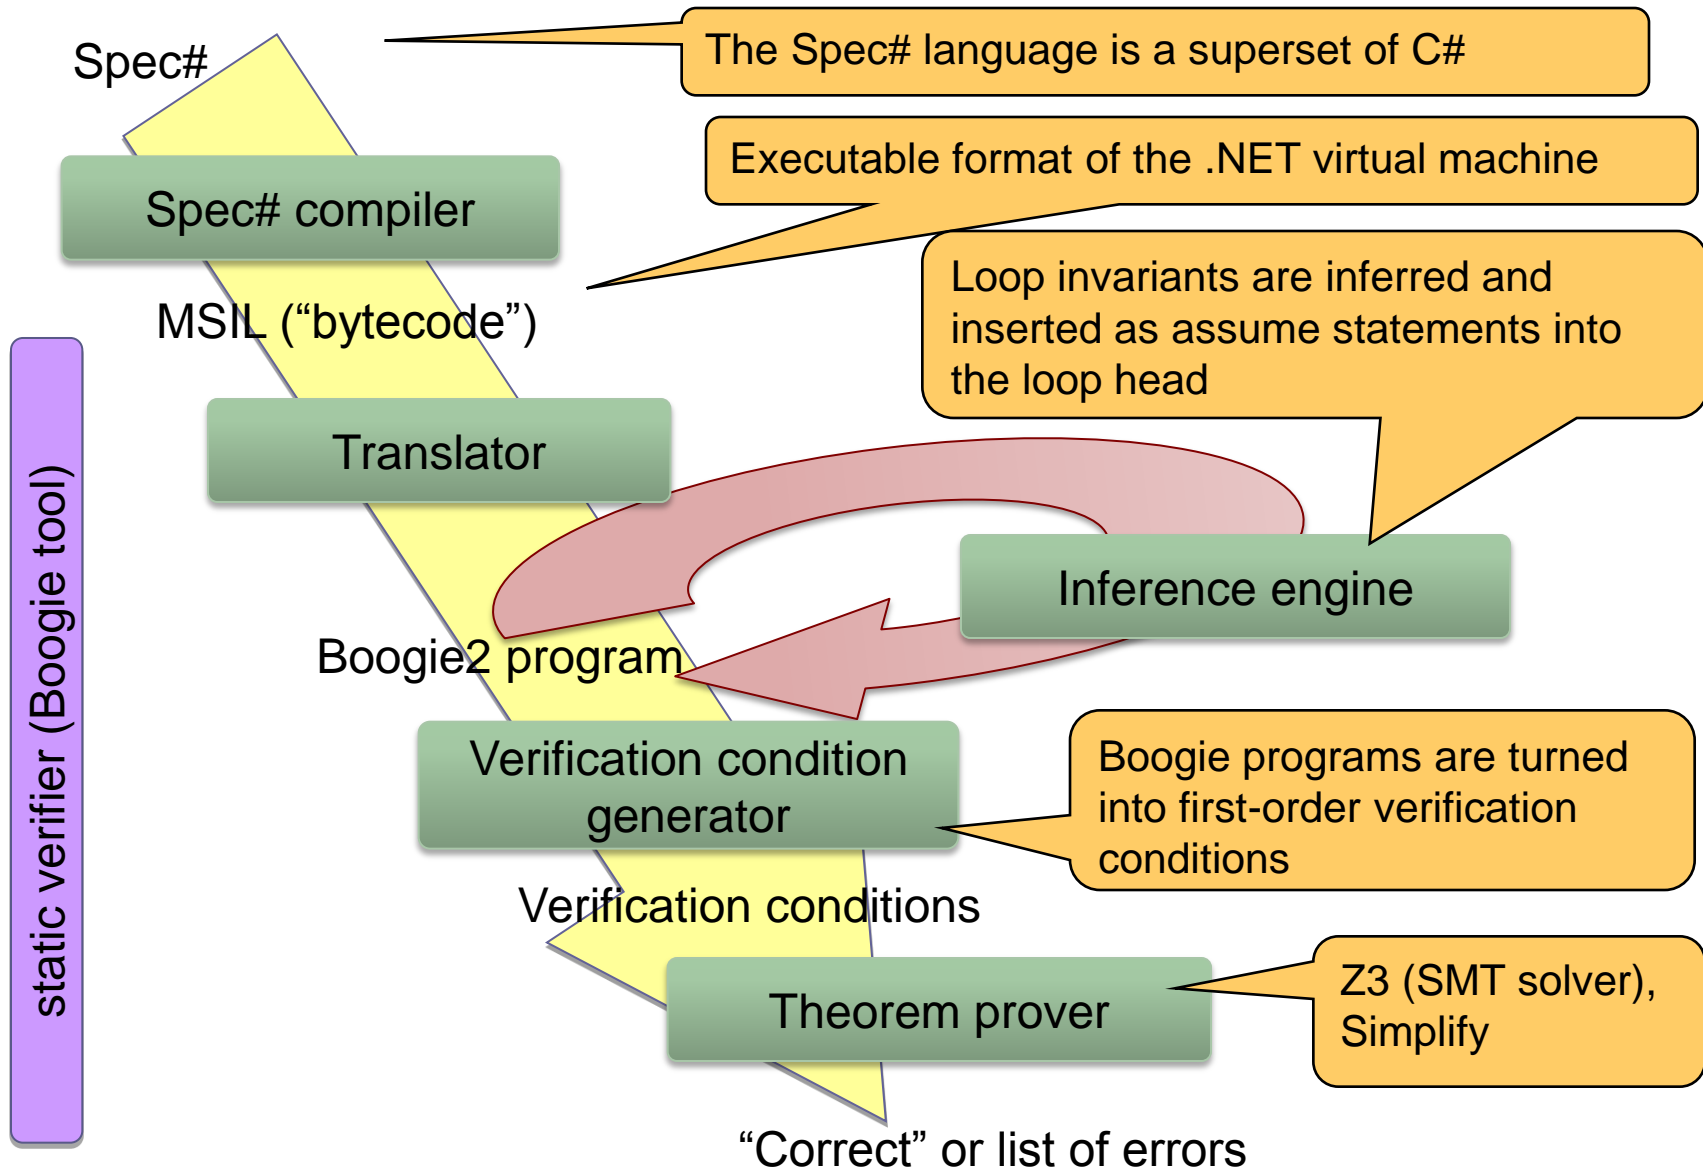 Spec#
The Spec# language is a superset of C#
Executable format of the .NET virtual machine
Spec# compiler
Loop invariants are inferred and
inserted as assume statements into
the loop head
MSIL (“bytecode”)
static verifier (Boogie tool)
Translator
Inference engine
Boogie2 program
Verification condition
generator
Boogie programs are turned
into first-order verification
conditions
Verification conditions
Theorem prover
Z3 (SMT solver),
Simplify
“Correct” or list of errors